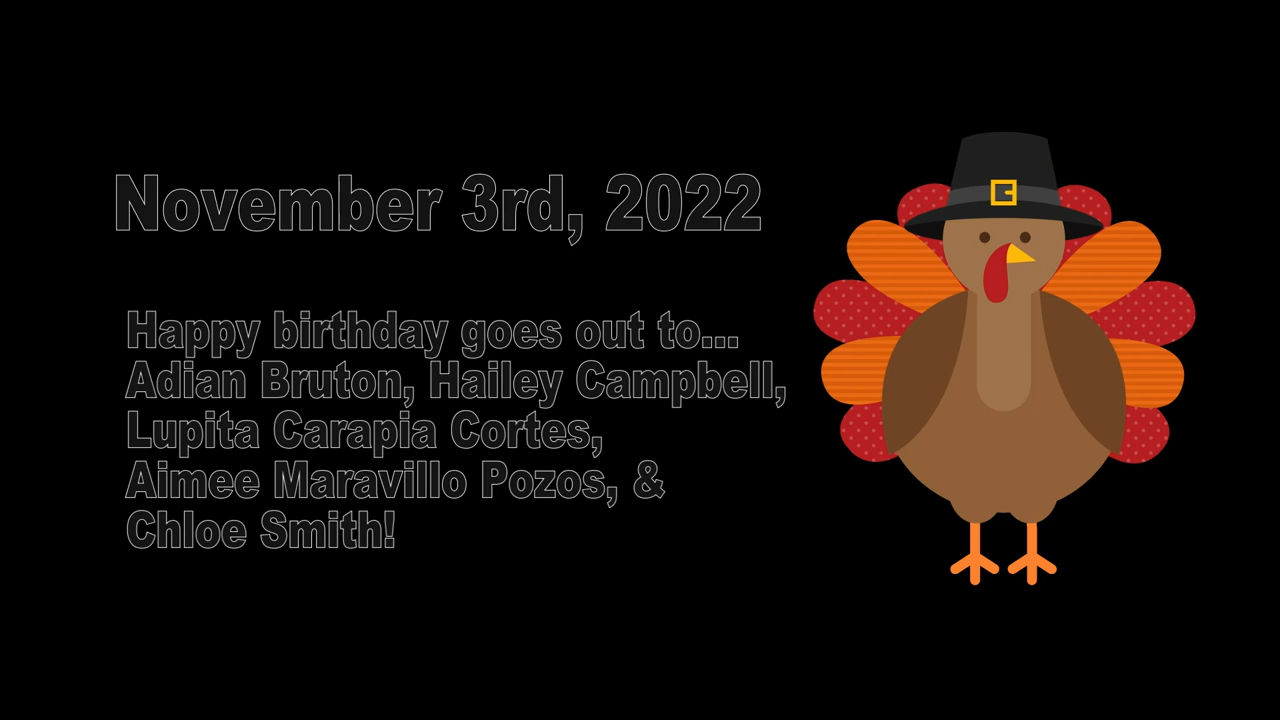 November 3rd, 2022
Happy birthday goes out to...
Adian Bruton, Hailey Campbell,
Lupita Carapia Cortes,
Aimee Maravillo Pozos, &
Chloe Smith!